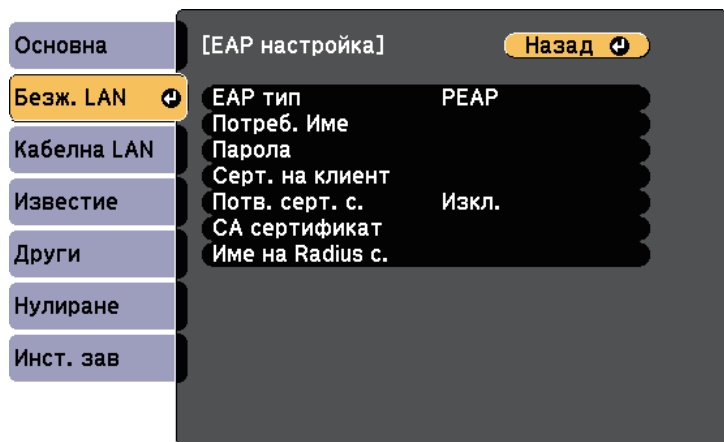 Основна
Безж. LAN
Кабелна LAN
Известие
Други
Нулиране
Инст. зав
[EAP настройка]
Назад
EAP тип PEAP
Потреб. Име
Парола
Серт. на клиент
Потв. серт. с. Изкл.
CA сертификат
Име на Radius с.